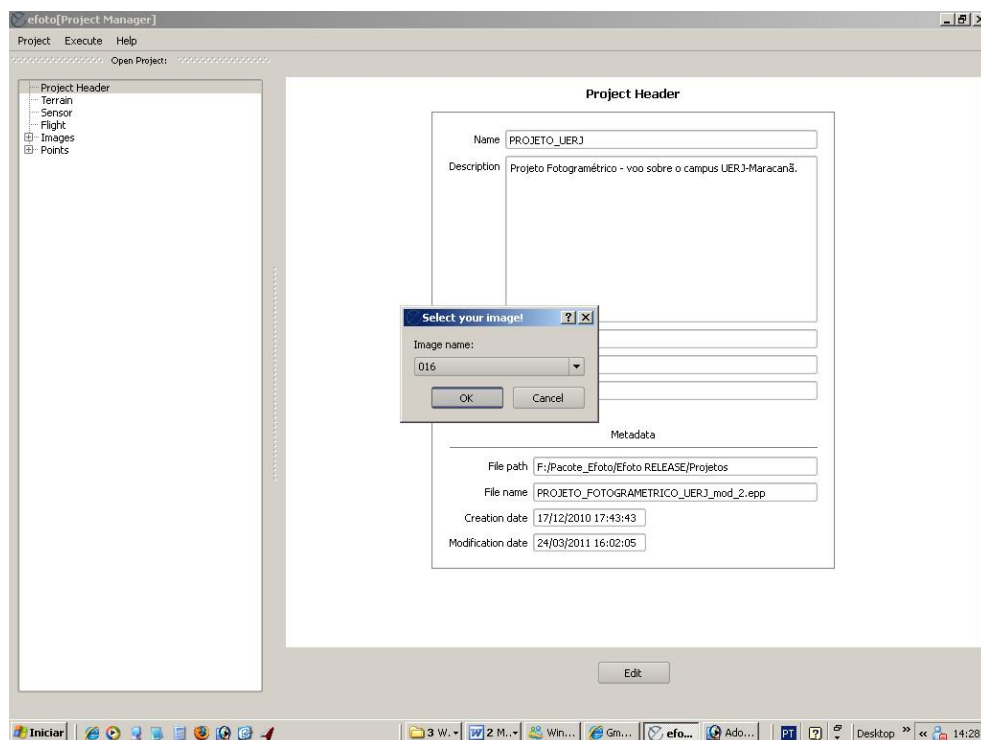 efoto[Project Manager]
Project Execute Help
Open Project:
Project Header
Terrain
Sensor
Flight
Images
Points
Project Header
Name PROJETO_UERJ
Description Projeto Fotogramétrico - voo sobre o campus UERJ-Maracanã.
Select your image!
Image name:
016
OK Cancel
Metadata
File path F:/Pacote_Efoto/Efoto RELEASE/Projetos
File name PROJETO_FOTOGRAMETRICO_UERJ_mod_2.epp
Creation date 17/12/2010 17:43:43
Modification date 24/03/2011 16:02:05
Edit
Iniciar 3 W. 2 M.. Win... Gm... efo... Ado... PT Desktop 14:28